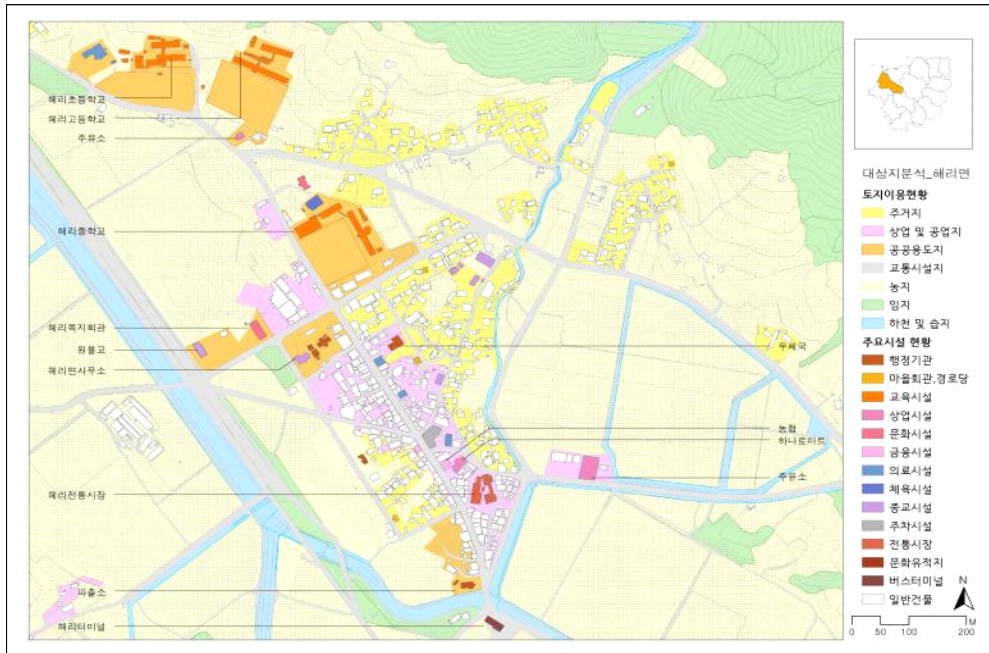 해리초등학교
해리고등학교
주유소
해리중학교
해리복지회관
원불교
해리면사무소
해리전통시장
파출소
해리터미널
우체국
농협
하나로마트
주유소
대상지분석_해리면
토지이용현황
주거지
상업 및 공업지
공공용도지
교통시설지
농지
임지
하천 및 습지
주요시설 현황
행정기관
마을회관,경로당
교육시설
상업시설
문화시설
금융시설
의료시설
체육시설
종교시설
주차시설
전통시장
문화유적지
버스터미널
일반건물
N
M
0 50 100 200